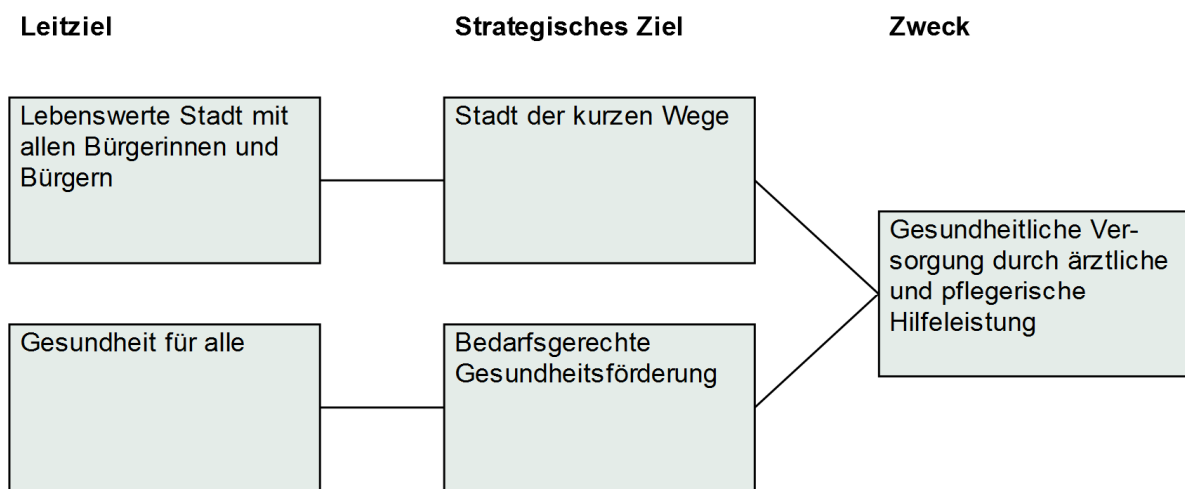 Leitziel
Strategisches Ziel
Zweck
Lebenswerte Stadt mit
allen Bürgerinnen und
Bürgern
Stadt der kurzen Wege
Gesundheitliche Ver-
sorgung durch ärztliche
und pflegerische
Hilfeleistung
Gesundheit für alle
Bedarfsgerechte
Gesundheitsförderung